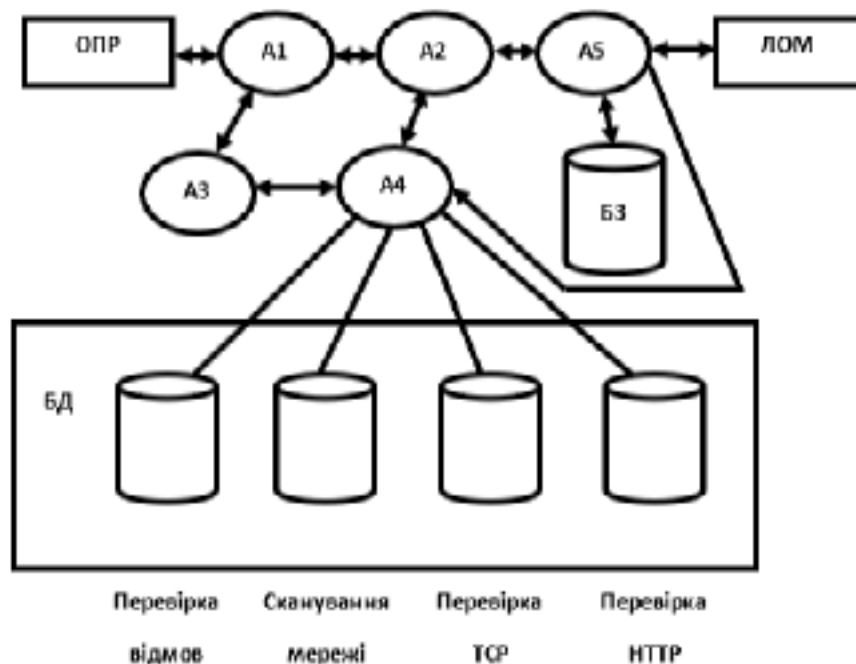 ОПР
А1
А2
А5
ЛОМ
А3
А4
БЗ
БД
Перевірка
відмов
Сканування
мережі
Перевірка
TCP
Перевірка
HTTP